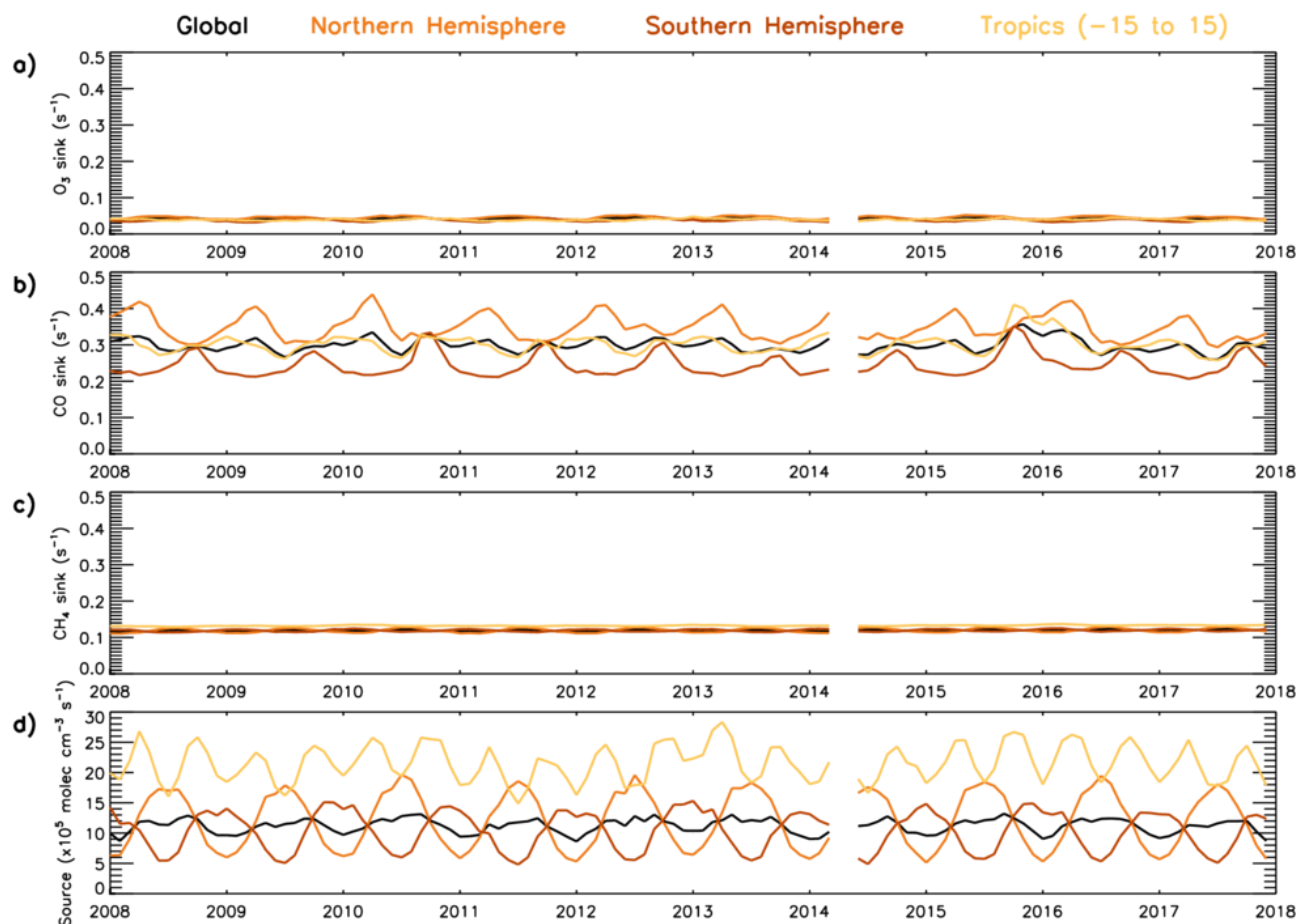 Global Northern Hemisphere Southern Hemisphere Tropics (−15 to 15)
a)
O₃ sink (s⁻¹)
0.5
0.4
0.3
0.2
0.1
0.0
2008 2009 2010 2011 2012 2013 2014 2015 2016 2017 2018
b)
CO sink (s⁻¹)
0.5
0.4
0.3
0.2
0.1
0.0
2008 2009 2010 2011 2012 2013 2014 2015 2016 2017 2018
c)
CH₄ sink (s⁻¹)
0.5
0.4
0.3
0.2
0.1
0.0
2008 2009 2010 2011 2012 2013 2014 2015 2016 2017 2018
d)
Source (x10⁵ molec cm⁻³ s⁻¹)
30
25
20
15
10
5
0
2008 2009 2010 2011 2012 2013 2014 2015 2016 2017 2018